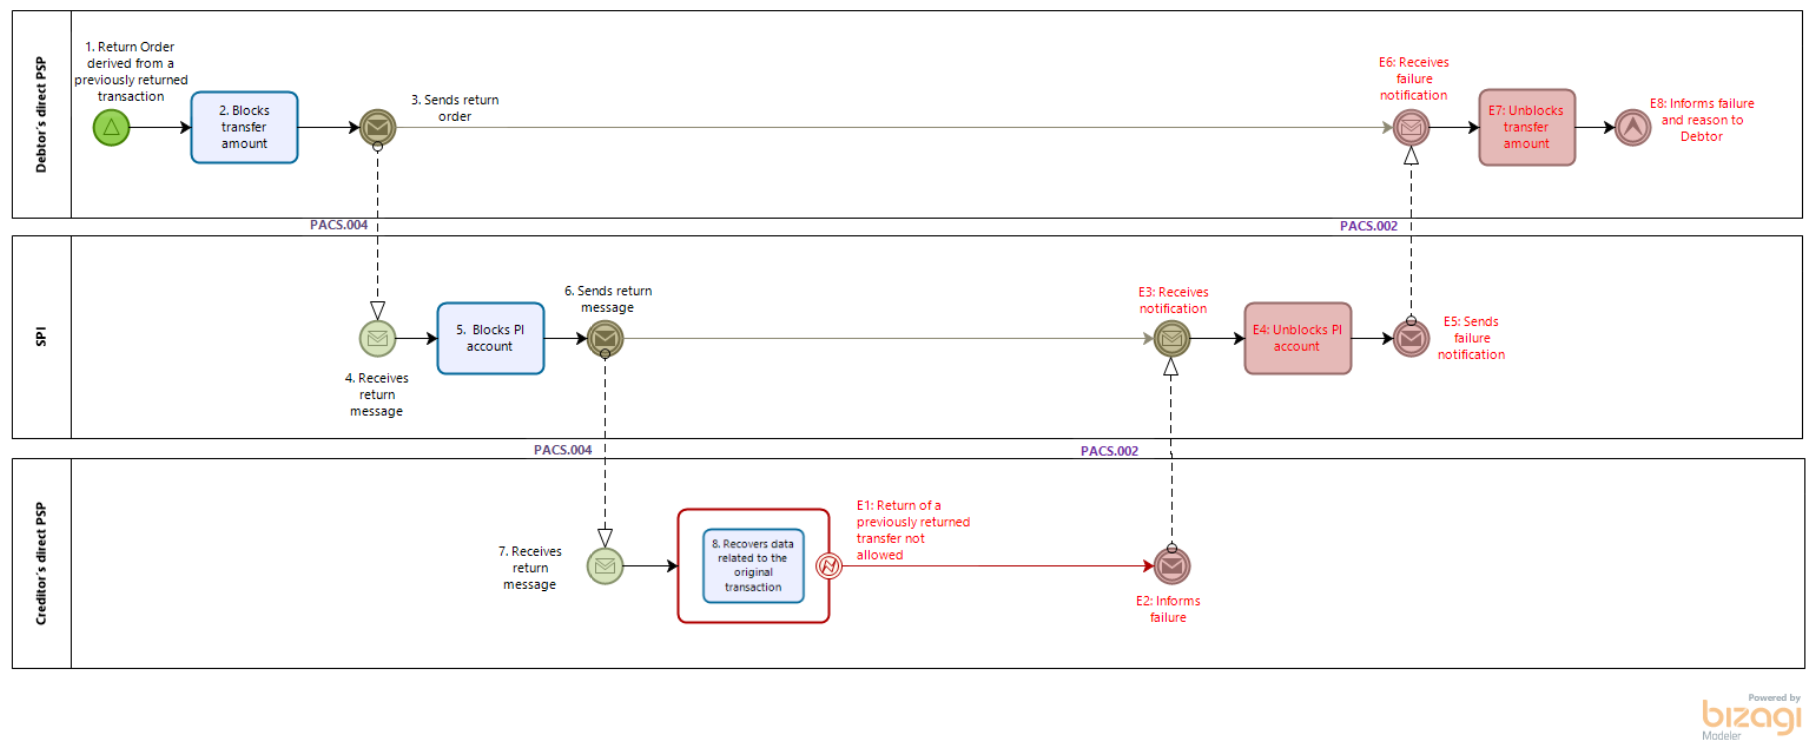 Debtor´s direct PSP
1. Return Order
derived from a
previously returned
transaction
2. Blocks
transfer
amount
3. Sends return
order
E6: Receives
failure
notification
E7: Unblocks
transfer
amount
E8: Informs failure
and reason to
Debtor
PACS.004
PACS.002
SPI
4. Receives
return
message
5. Blocks PI
account
6. Sends return
message
E3: Receives
notification
E4: Unblocks PI
account
E5: Sends
failure
notification
PACS.004
PACS.002
Creditor´s direct PSP
7. Receives
return
message
8. Recovers data
related to the
original
transaction
E1: Return of a
previously returned
transfer not
allowed
E2: Informs
failure
Powered by
bizagi
Modeler